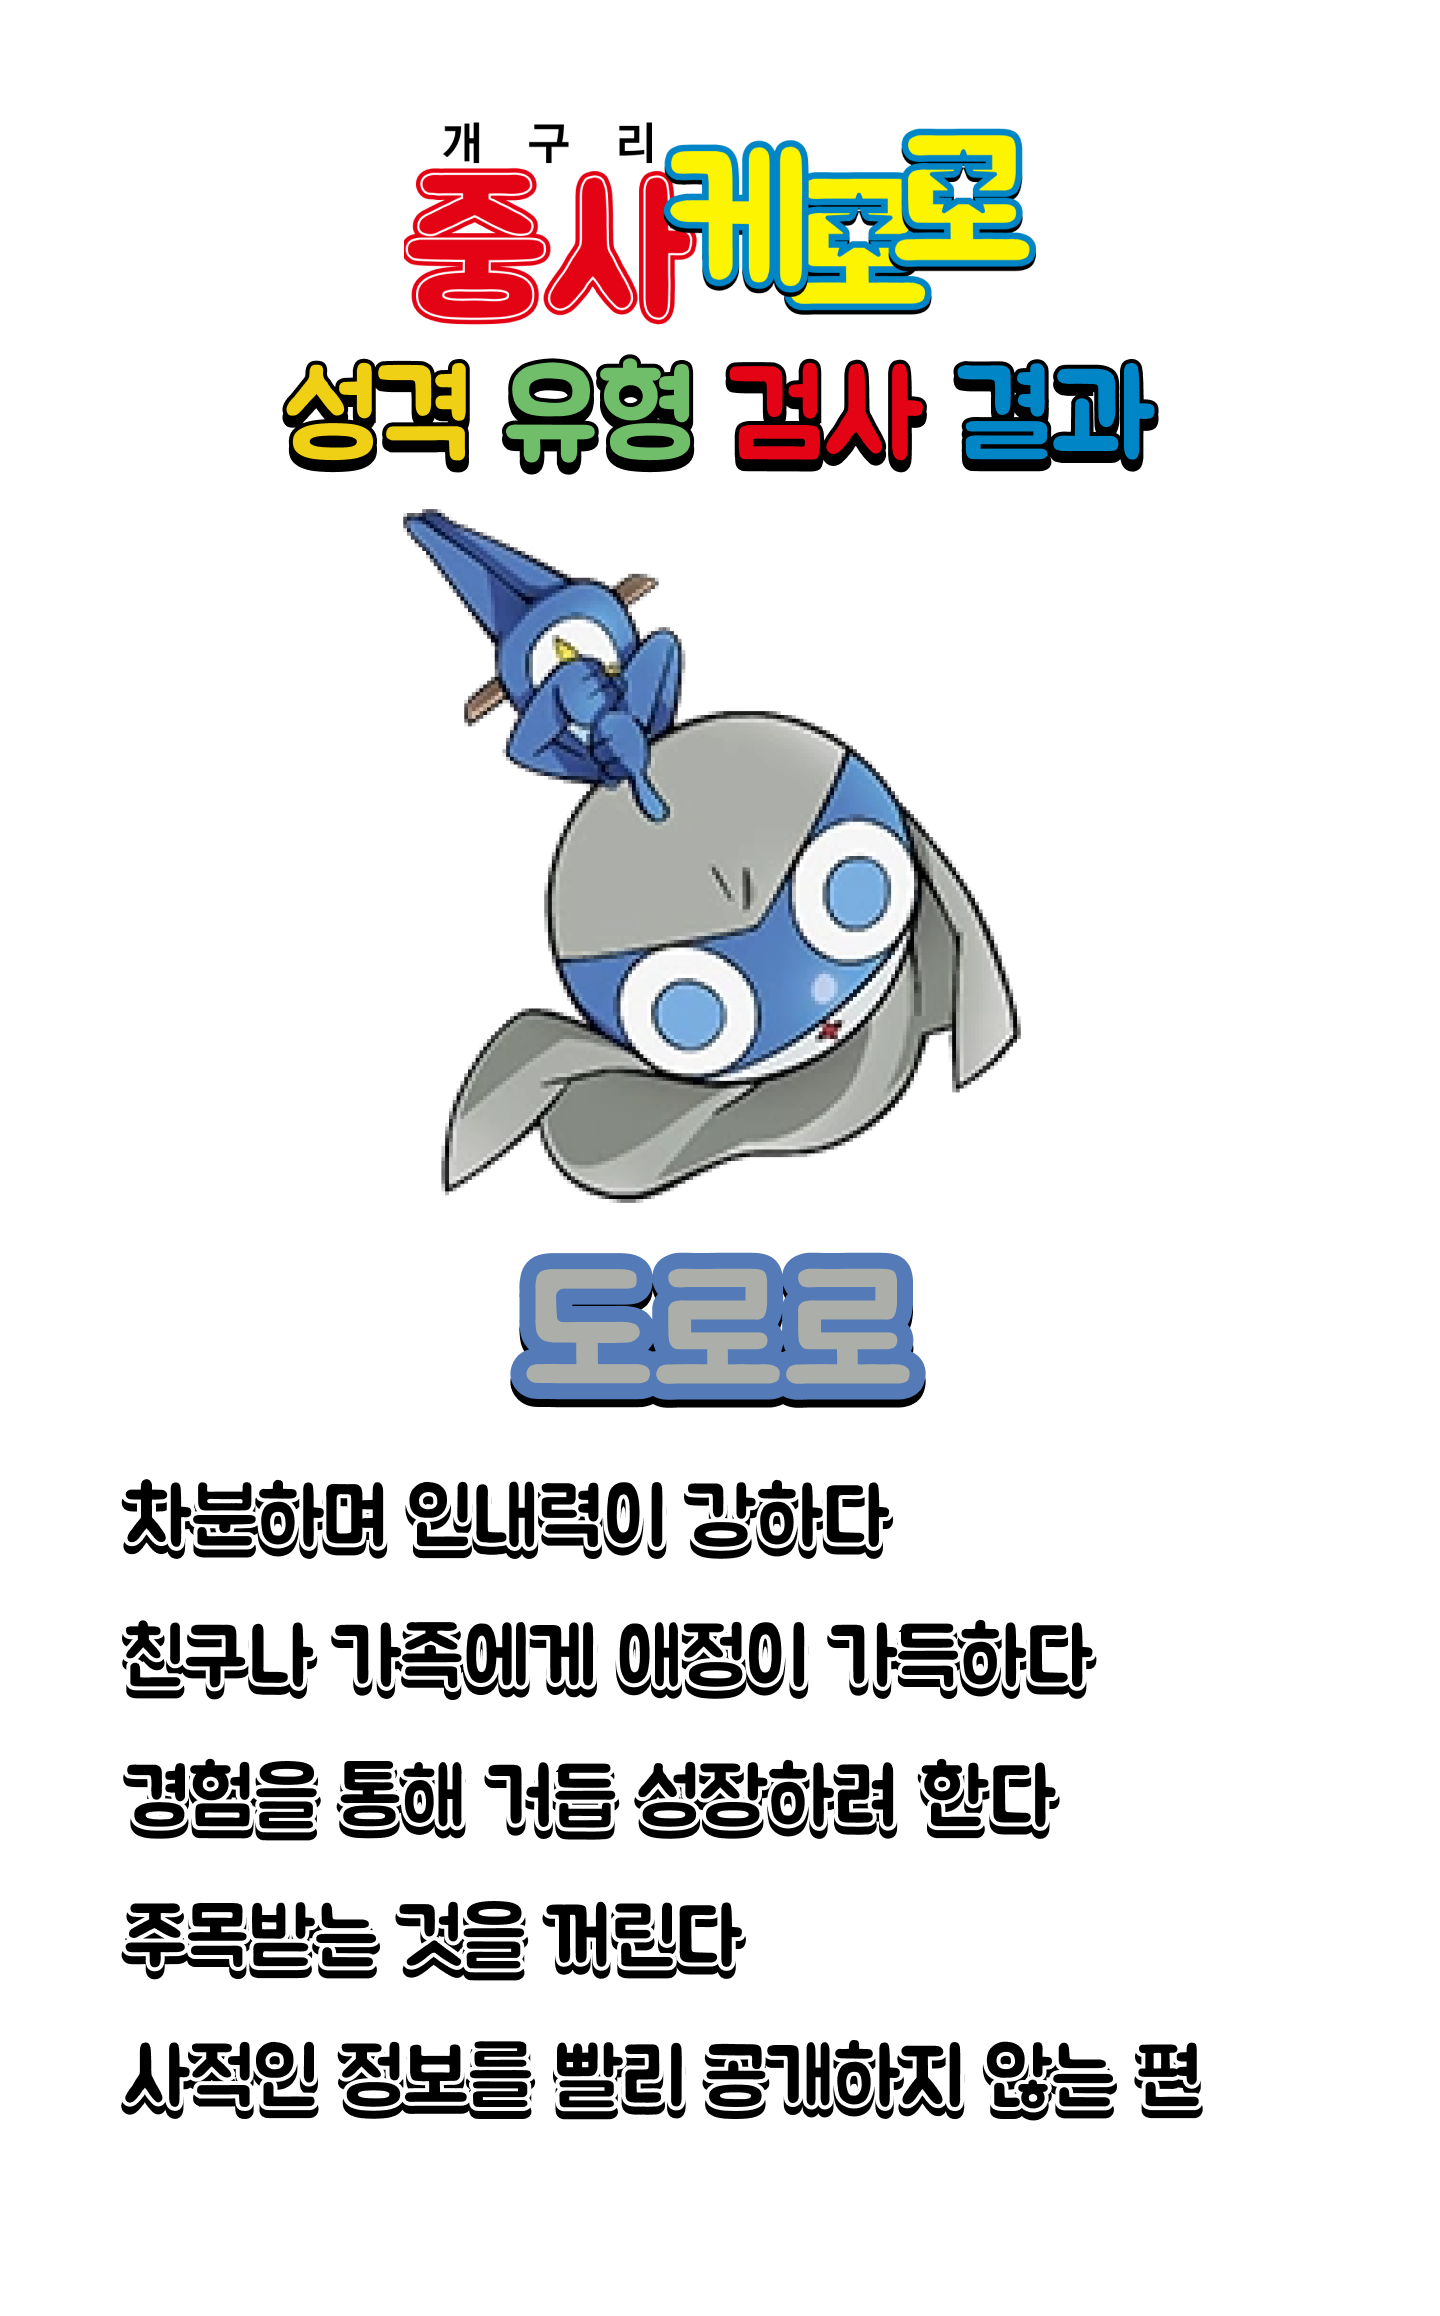 개구리
중사 케로로
성격 유형 검사 결과
도로로
차분하며 인내력이 강하다
친구나 가족에게 애정이 가득하다
경험을 통해 거듭 성장하려 한다
주목받는 것을 꺼린다
사적인 정보를 빨리 공개하지 않는 편